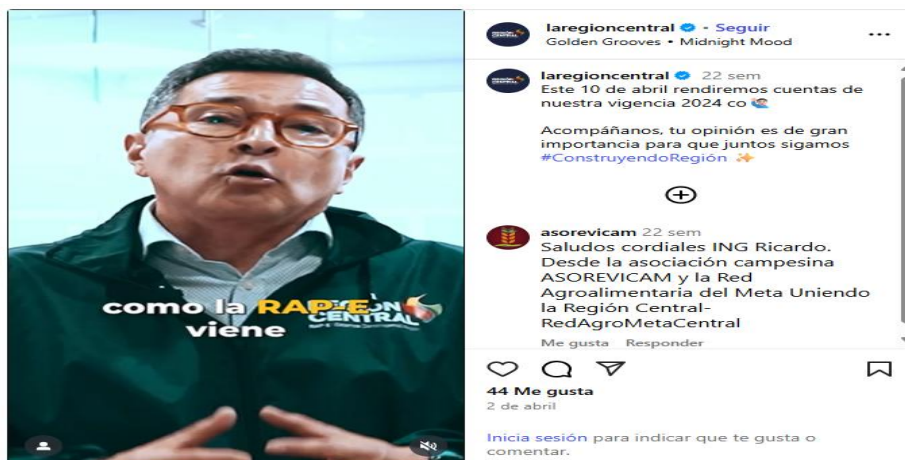 como la RAP-E
viene
REGIÓN
CENTRAL
laregioncentral · Seguir
Golden Grooves • Midnight Mood
laregioncentral 22 sem
Este 10 de abril rendiremos cuentas de
nuestra vigencia 2024 co 🙋🏻‍♂️
Acompáñanos, tu opinión es de gran
importancia para que juntos sigamos
#ConstruyendoRegión ✨
asorevicam 22 sem
Saludos cordiales ING Ricardo.
Desde la asociación campesina
ASOREVICAM y la Red
Agroalimentaria del Meta Uniendo
la Región Central-
RedAgroMetaCentral
Me gusta Responder
44 Me gusta
2 de abril
Inicia sesión para indicar que te gusta o
comentar.